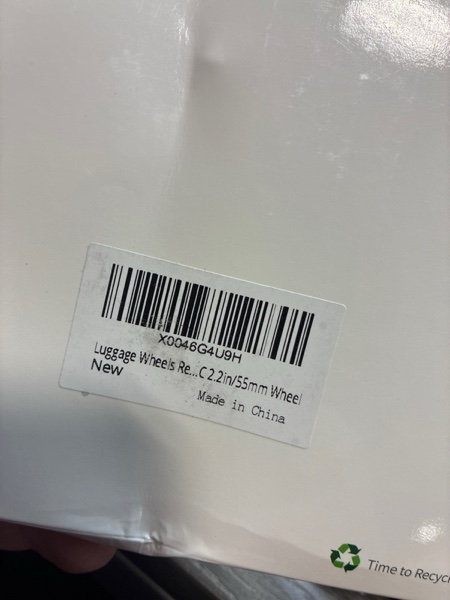 X0046G4U9H
Luggage Wheels Re...C 2.2in/55mm Wheel
New
Made in China
Time to Recyc